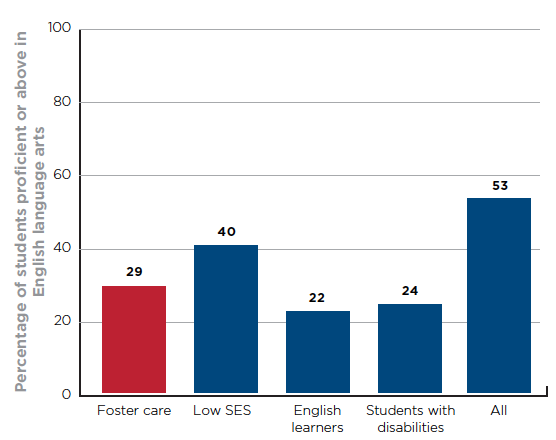 Percentage of students proficient or above in
English language arts
100
80
60
40
20
0
29
40
22
24
53
Foster care
Low SES
English
learners
Students with
disabilities
All